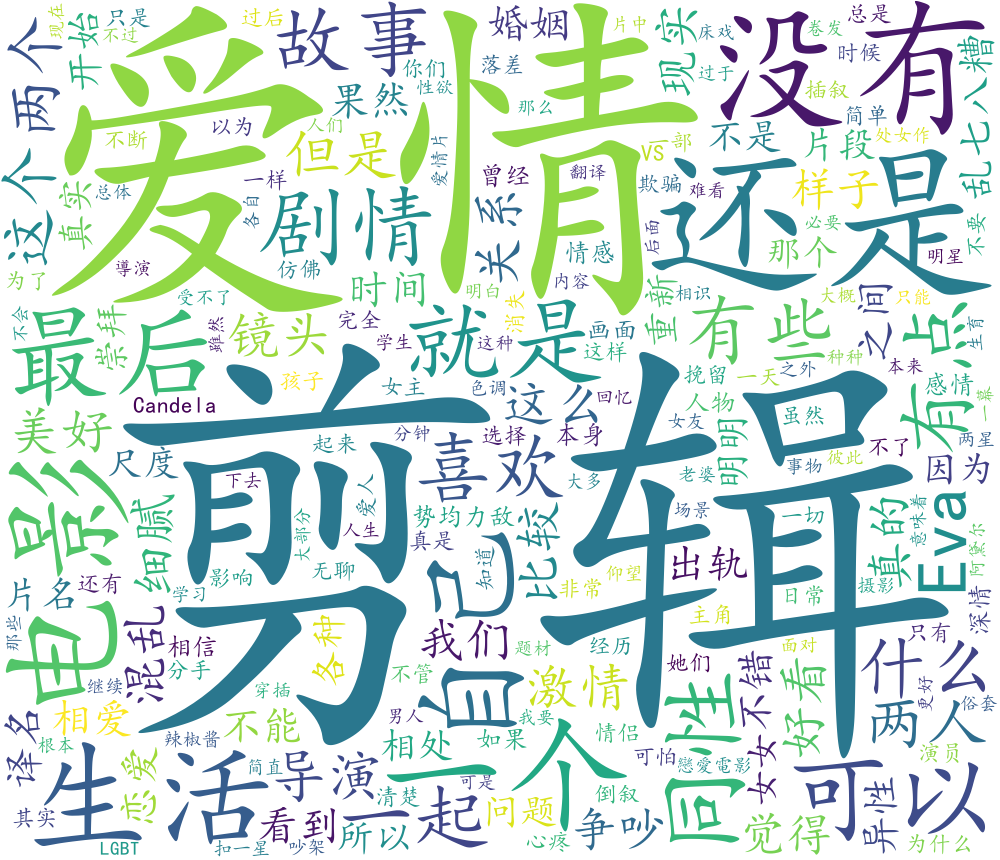 爱情
剪辑
没有
还是
故事
婚姻
现实
开始
两个
这个
果然
但是
剧情
关系
最后
就是
有些
有点
电影
自己
生活
一个
同性
可以
什么
两人
Eva
喜欢
这么
比较
出轨
我们
激情
导演
一起
看到
所以
争吵
觉得
好看
不错
女女
异性
混乱
细腻
美好
尺度
镜头
时间
样子
片段
不是
那个
重新
之间
乱七八糟
真实
崇拜
相爱
恋爱
译名
片名
不能
相处
问题
各种
明明
真的
因为
感情
深情
Candela
LGBT
VS
只是
过后
现在
不过
你们
性欲
落差
那么
床戏
过于
卷发
片中
总是
时候
插叙
简单
处女作
一部
不断
以为
人们
一样
总体
各自
爱情片
曾经
翻译
欺骗
难看
必要
不要
明星
为了
導演
仿佛
受不了
明白
情感
内容
后面
相识
大概
只能
生育
不会
雖然
完全
学生
这种
消失
画面
这样
孩子
女主
色调
回忆
挽留
一天
之外
种种
本来
一幕
人物
女友
虽然
事物
彼此
不了
两星
起来
分钟
选择
本身
老婆
下去
爱人
大多
人生
大部分
势均力敌
真是
知道
场景
一切
意味着
阿黛尔
还有
影响
无聊
非常
仰望
日常
摄影
那些
学习
相信
分手
主角
只有
继续
穿插
不管
题材
经历
她们
面对
更好
俗套
根本
辣椒酱
男人
我要
如果
情侣
可怕
演员
其实
简直
清楚
可是
倒叙
戀愛電影
扣一星
吵架
心疼
为什么